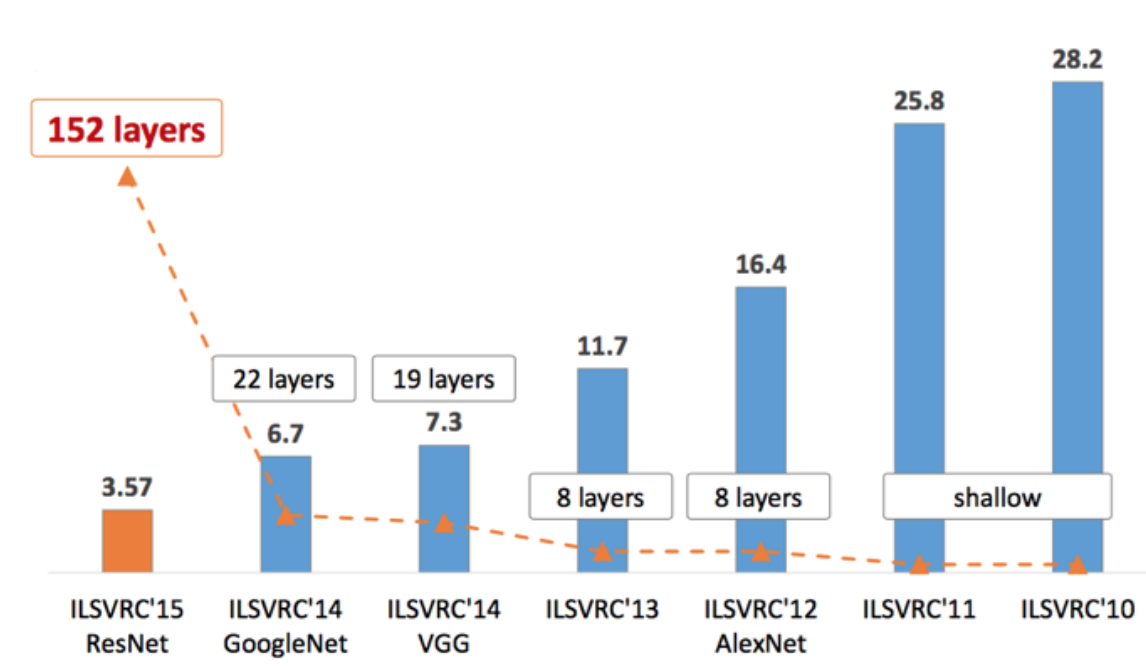 28.2
25.8
152 layers
16.4
11.7
22 layers
19 layers
7.3
6.7
3.57
8 layers
8 layers
shallow
ILSVRC'15
ResNet
ILSVRC'14
GoogleNet
ILSVRC'14
VGG
ILSVRC'13
ILSVRC'12
AlexNet
ILSVRC'11
ILSVRC'10